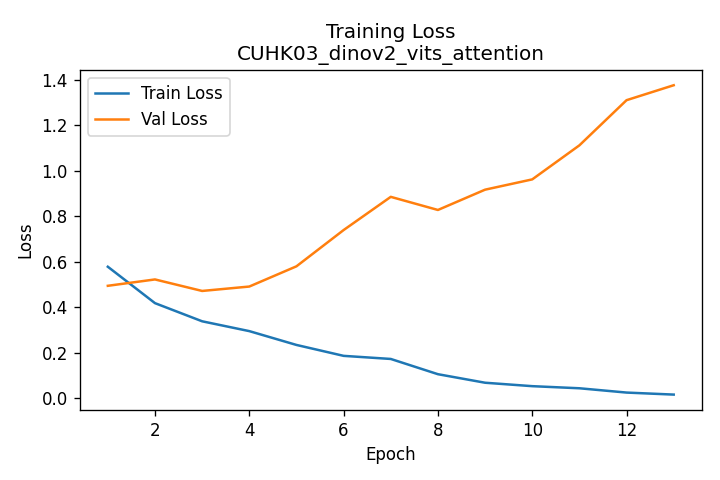 Training Loss
CUHK03_dinov2_vits_attention
Train Loss
Val Loss
Loss
1.4
1.2
1.0
0.8
0.6
0.4
0.2
0.0
2 4 6 8 10 12
Epoch